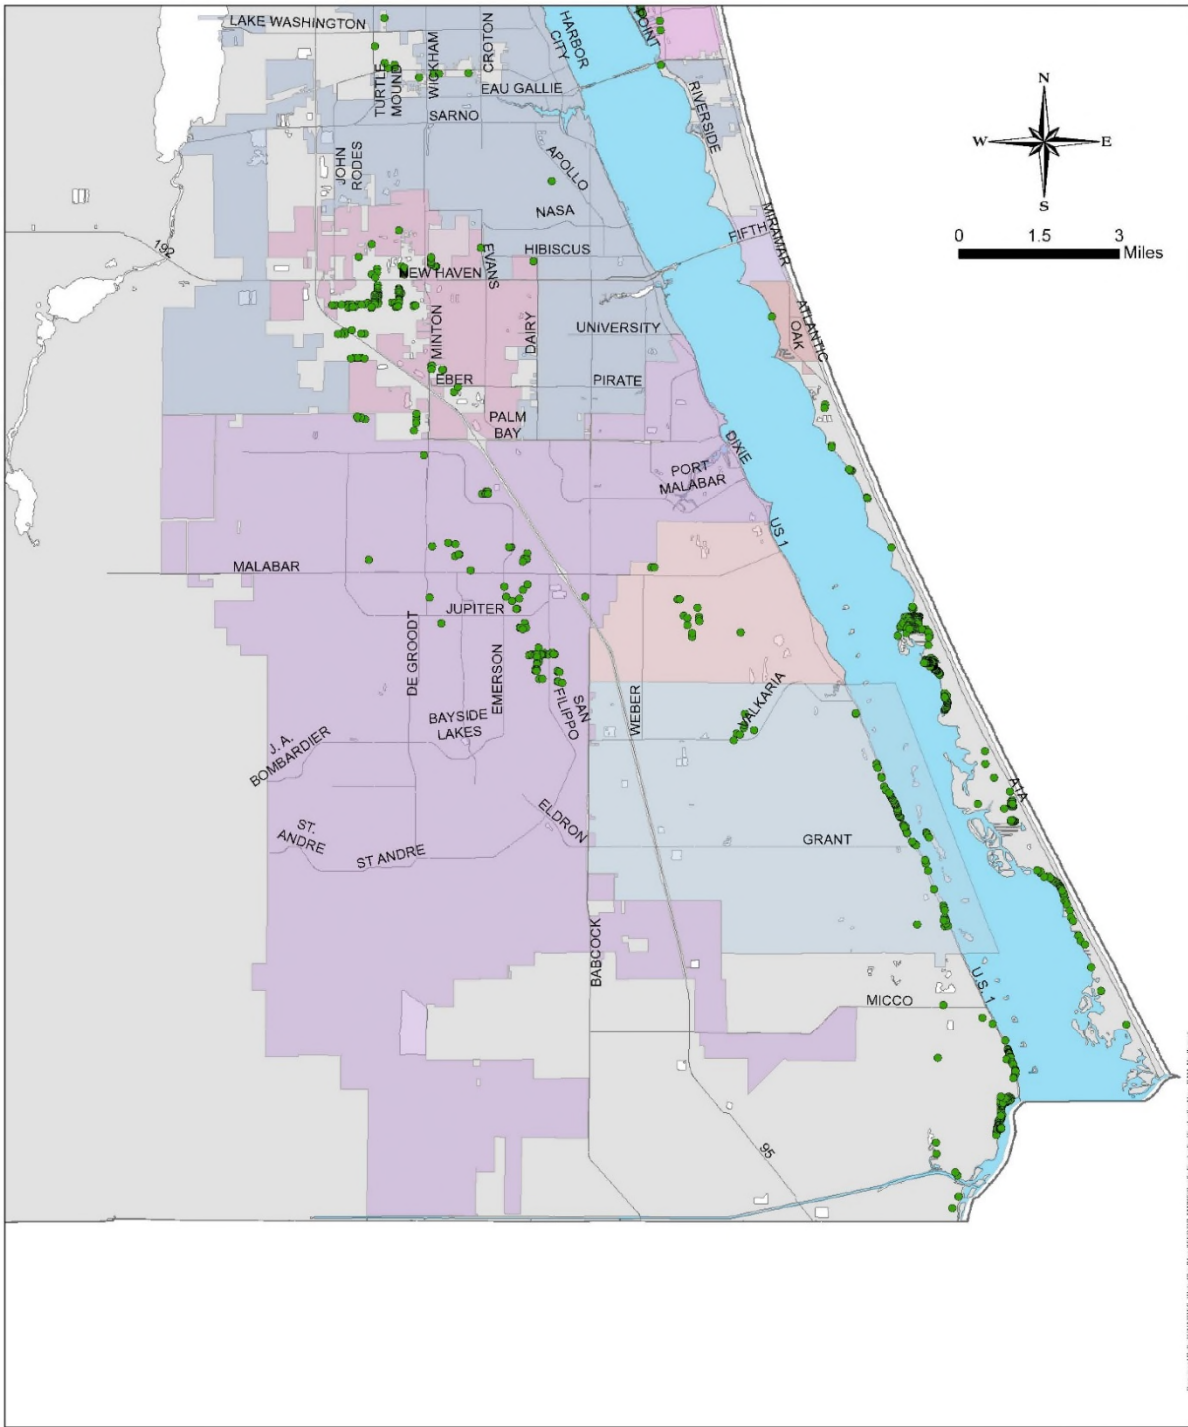 LAKE WASHINGTON
TURTLE
MOUND
WICKHAM
CROTON
HARBOR
CITY
POINT
EAU GALLIE
SARNO
RIVERSIDE
JOHN
RODES
APOLLO
NASA
N
W
E
S
0 1.5 3
Miles
192
EVANS
HIBISCUS
NEW HAVEN
FIFTH
MIRAMAR
MINTON
DAIRY
UNIVERSITY
OAK
ATLANTIC
EBER
PIRATE
PALM
BAY
DIXIE
PORT
MALABAR
US 1
MALABAR
JUPITER
DE GROODT
EMERSON
SAN
FILIPPO
WEBER
VALKARIA
BAYSIDE
LAKES
J. A.
BOMBARDIER
A1A
ELDRON
ST.
ANDRE
ST ANDRE
GRANT
BABCOCK
U.S. 1
MICCO
95